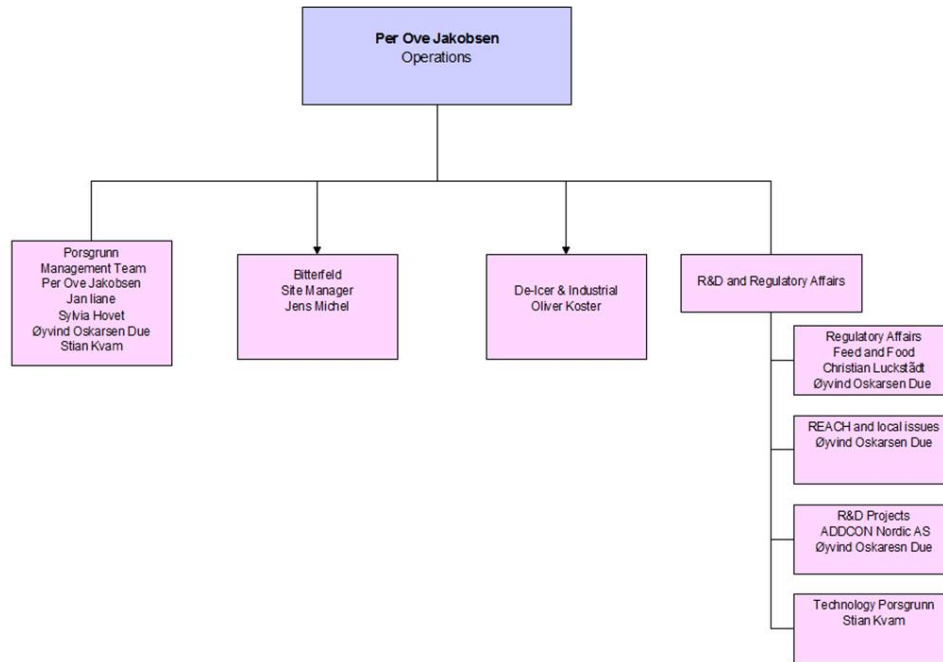 Per Ove Jakobsen
Operations
Porsgrunn
Management Team
Per Ove Jakobsen
Jan liane
Sylvia Hovet
Øyvind Oskarsen Due
Stian Kvam
Bitterfeld
Site Manager
Jens Michel
De-Icer & Industrial
Oliver Koster
R&D and Regulatory Affairs
Regulatory Affairs
Feed and Food
Christian Luckstãdt
Øyvind Oskarsen Due
REACH and local issues
Øyvind Oskarsen Due
R&D Projects
ADDCON Nordic AS
Øyvind Oskaresn Due
Technology Porsgrunn
Stian Kvam